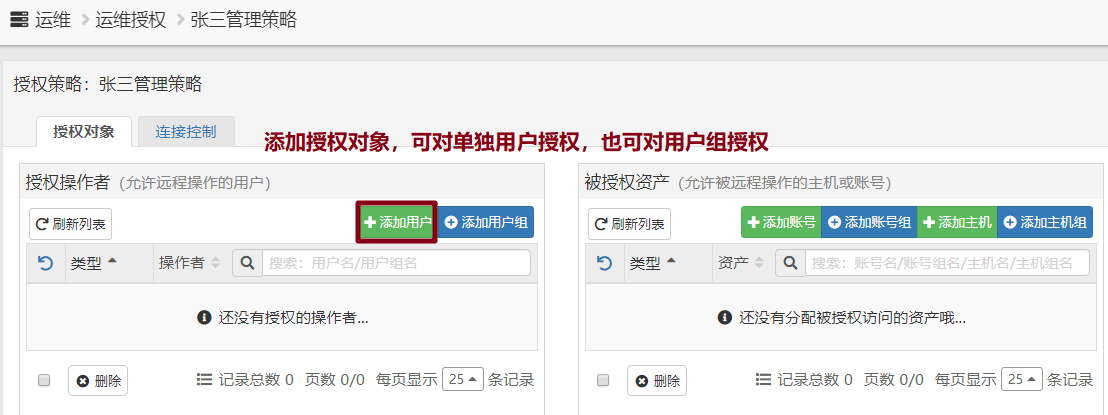 运维 运维授权 张三管理策略
授权策略：张三管理策略
授权对象 连接控制
添加授权对象，可对单独用户授权，也可对用户组授权
授权操作者（允许远程操作的用户）
刷新列表 添加用户 添加用户组
类型 操作者 搜索：用户名/用户组名
还没有授权的操作者...
删除 记录总数 0 页数 0/0 每页显示 25 条记录
被授权资产（允许被远程操作的主机或账号）
刷新列表 添加账号 添加账号组 添加主机 添加主机组
类型 资产 搜索：账号名/账号组名/主机名/主机组名
还没有分配被授权访问的资产哦...
删除 记录总数 0 页数 0/0 每页显示 25 条记录